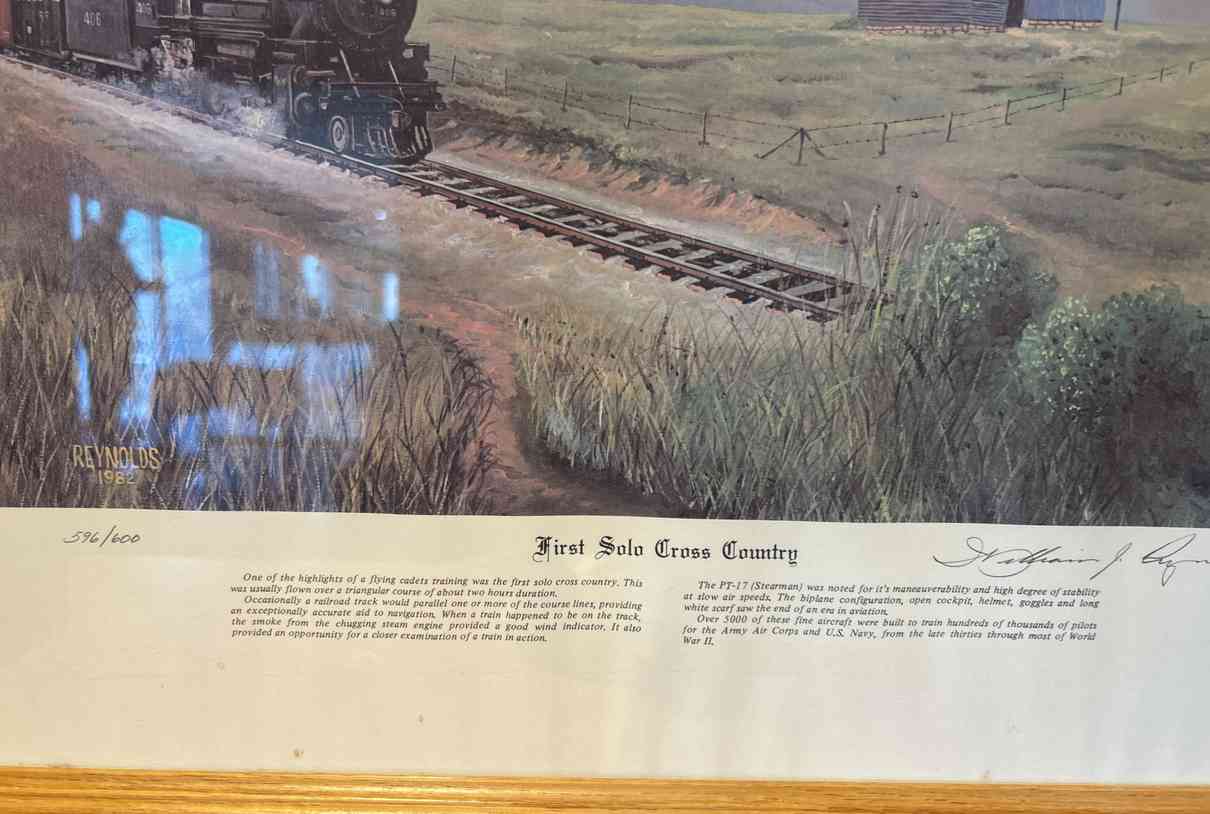 406
REYNOLDS
1982
596/600
First Solo Cross Country
William J. Reyn
One of the highlights of a flying cadets training was the first solo cross country. This
was usually flown over a triangular course of about two hours duration.
Occasionally a railroad track would parallel one or more of the course lines, providing
an exceptionally accurate aid to navigation. When a train happened to be on the track,
the smoke from the chugging steam engine provided a good wind indicator. It also
provided an opportunity for a closer examination of a train in action.
The PT-17 (Stearman) was noted for it's maneuverability and high degree of stability
at slow air speeds. The biplane configuration, open cockpit, helmet, goggles and long
white scarf saw the end of an era in aviation.
Over 5000 of these fine aircraft were built to train hundreds of thousands of pilots
for the Army Air Corps and U.S. Navy, from the late thirties through most of World
War II.